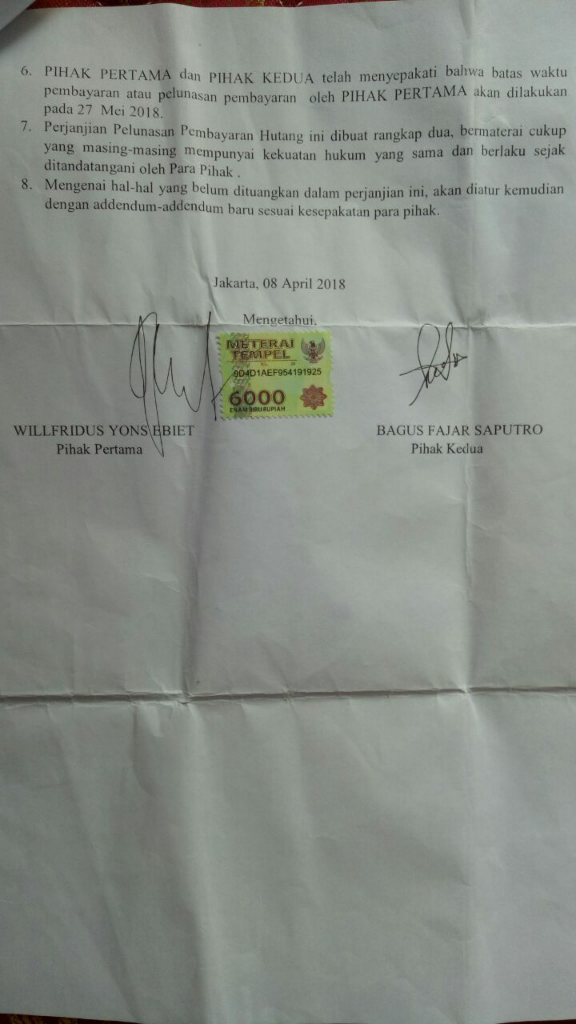 6. PIHAK PERTAMA dan PIHAK KEDUA telah menyepakati bahwa batas waktu
pembayaran atau pelunasan pembayaran oleh PIHAK PERTAMA akan dilakukan
pada 27 Mei 2018.
7. Perjanjian Pelunasan Pembayaran Hutang ini dibuat rangkap dua, bermaterai cukup
yang masing-masing mempunyai kekuatan hukum yang sama dan berlaku sejak
ditandatangani oleh Para Pihak .
8. Mengenai hal-hal yang belum dituangkan dalam perjanjian ini, akan diatur kemudian
dengan addendum-addendum baru sesuai kesepakatan para pihak.
Jakarta, 08 April 2018
Mengetahui,
METERAI
TEMPEL
9D4D1AEF954191925
6000
ENAM RIBU RUPIAH
WILLFRIDUS YONS EBIET
Pihak Pertama
BAGUS FAJAR SAPUTRO
Pihak Kedua